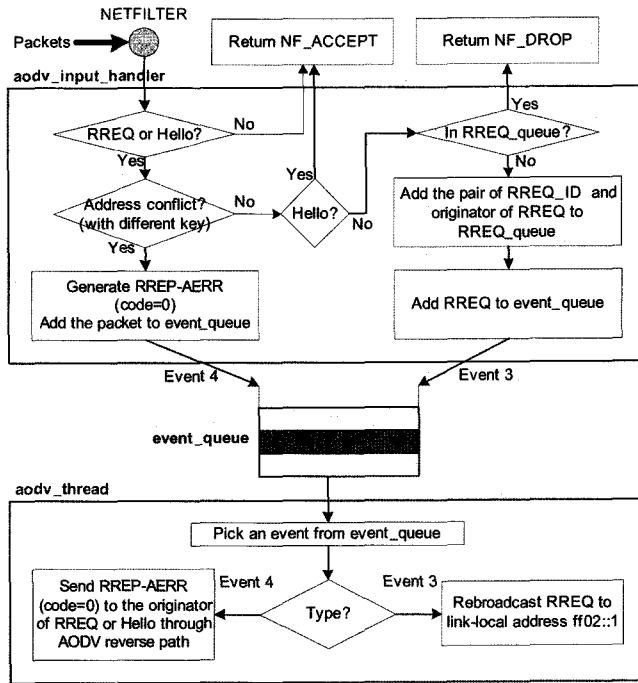 NETFILTER
Packets
Return NF_ACCEPT
Return NF_DROP
aodv_input_handler
RREQ or Hello?
No
Yes
Address conflict?
(with different key)
No
Yes
Hello?
Yes
No
In RREQ_queue?
Yes
No
Add the pair of RREQ_ID and
originator of RREQ to
RREQ_queue
Generate RREP-AERR
(code=0)
Add the packet to event_queue
Add RREQ to event_queue
Event 4
Event 3
event_queue
aodv_thread
Pick an event from event_queue
Event 4
Event 3
Type?
Send RREP-AERR
(code=0) to the originator
of RREQ or Hello through
AODV reverse path
Rebroadcast RREQ to
link-local address ff02::1